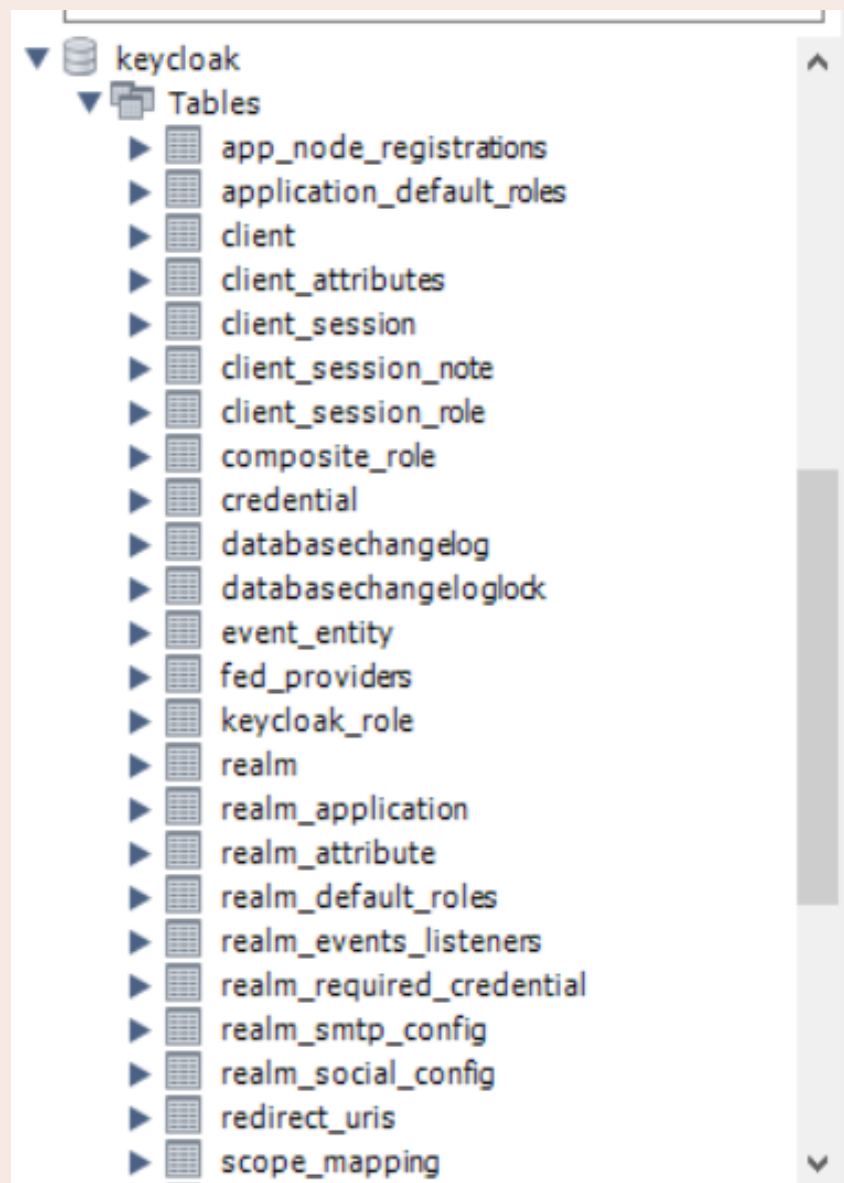 keycloak
Tables
app_node_registrations
application_default_roles
client
client_attributes
client_session
client_session_note
client_session_role
composite_role
credential
databasechangelog
databasechangeloglock
event_entity
fed_providers
keycloak_role
realm
realm_application
realm_attribute
realm_default_roles
realm_events_listeners
realm_required_credential
realm_smtp_config
realm_social_config
redirect_uris
scope_mapping